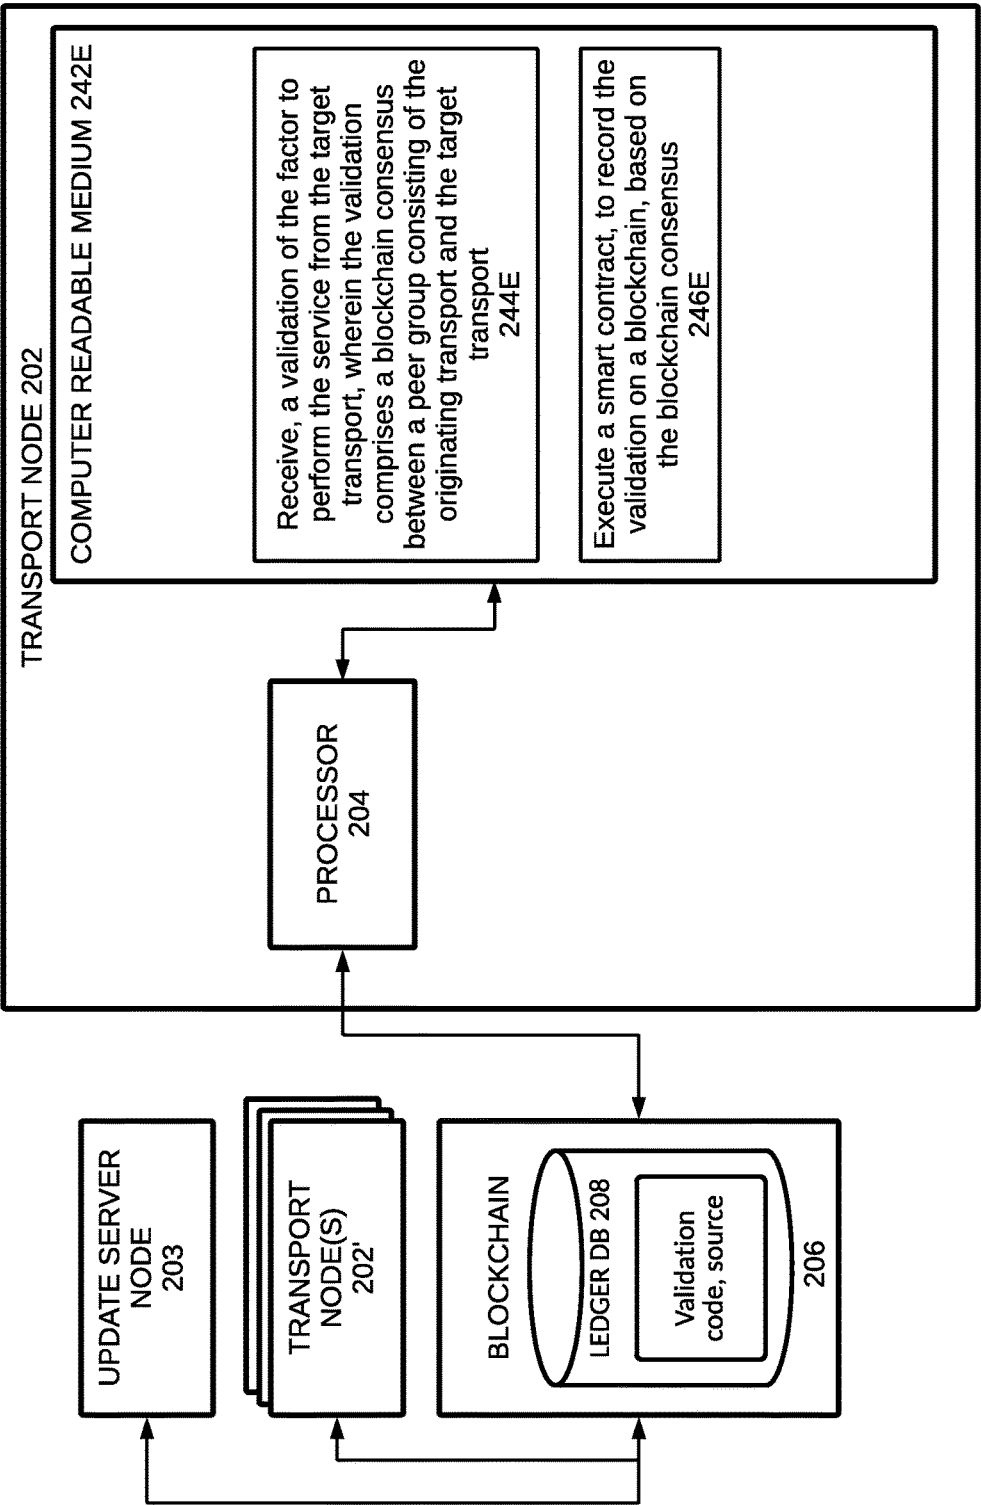 TRANSPORT NODE 202
COMPUTER READABLE MEDIUM 242E
Receive, a validation of the factor to
perform the service from the target
transport, wherein the validation
comprises a blockchain consensus
between a peer group consisting of the
originating transport and the target
transport
244E
Execute a smart contract, to record the
validation on a blockchain, based on
the blockchain consensus
246E
PROCESSOR
204
UPDATE SERVER
NODE
203
TRANSPORT
NODE(S)
202'
BLOCKCHAIN
LEDGER DB 208
Validation
code, source
206